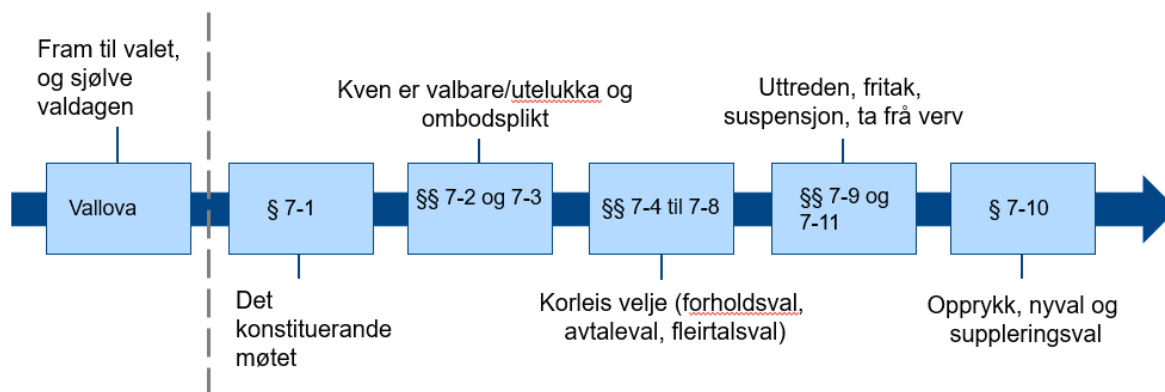 Fram til valet,
og sjølve
valdagen
Kven er valbare/utelukka og
ombodsplikt
Uttreden, fritak,
suspensjon, ta frå verv
Vallova
§ 7-1
§§ 7-2 og 7-3
§§ 7-4 til 7-8
§§ 7-9 og
7-11
§ 7-10
Det
konstituerande
møtet
Korleis velje (forholdsval,
avtaleval, fleirtalsval)
Opprykk, nyval og
suppleringsval